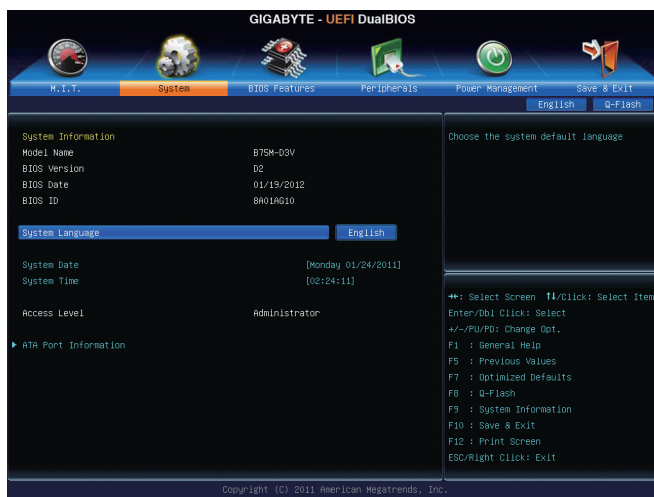 GIGABYTE - UEFI DualBIOS
M.I.T. System BIOS Features Peripherals Power Management Save & Exit
English Q-Flash
System Information
Model Name B75M-D3V
BIOS Version D2
BIOS Date 01/19/2012
BIOS ID 8A01AG10
System Language English
System Date [Monday 01/24/2011]
System Time [02:24:11]
Access Level Administrator
ATA Port Information
Choose the system default language
→←: Select Screen ↑↓/Click: Select Item
Enter/Dbl Click: Select
+/-/PU/PD: Change Opt.
F1 : General Help
F5 : Previous Values
F7 : Optimized Defaults
F8 : Q-Flash
F9 : System Information
F10 : Save & Exit
F12 : Print Screen
ESC/Right Click: Exit
Copyright (C) 2011 American Megatrends, Inc.